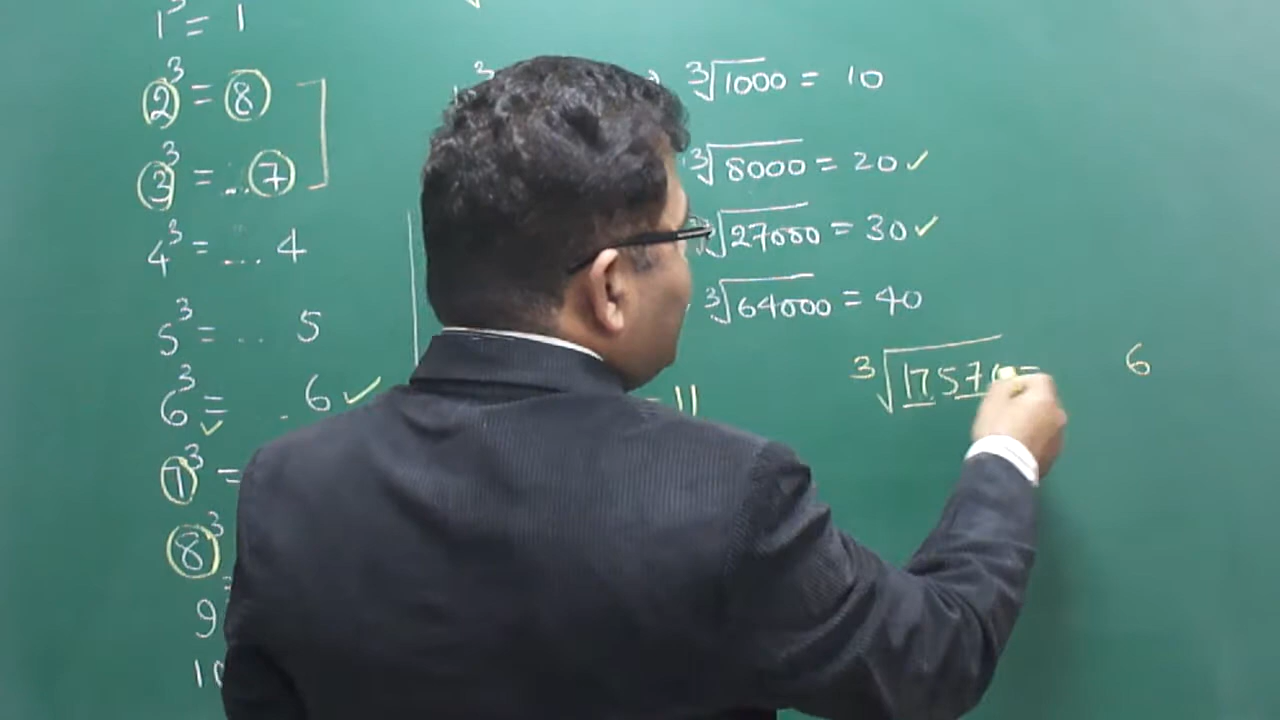 1³ = 1
2³ = 8
3³ = ... 7
4³ = ... 4
5³ = .. 5
6³ = . 6 ✓
7³ =
8³
9
10
∛1000 = 10
∛8000 = 20 ✓
∛27000 = 30 ✓
∛64000 = 40
= 11
∛1757 = 6